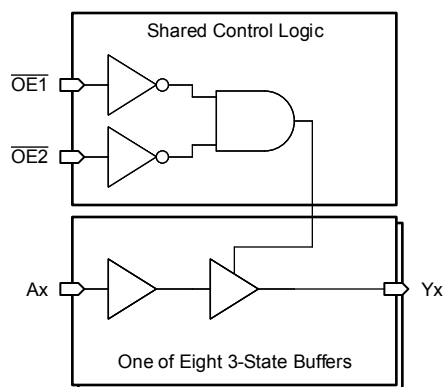 Shared Control Logic
OE1
OE2
Ax
Yx
One of Eight 3-State Buffers